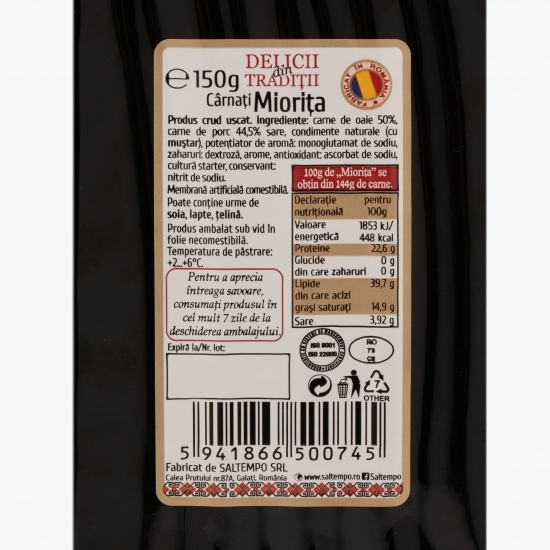 DELICII
din
TRADIȚII
℮ 150g
Cârnați Miorița
FABRICAT ÎN ROMÂNIA
Produs crud uscat. Ingrediente: carne de oaie 50%,
carne de porc 44,5% sare, condimente naturale (cu
muștar), potențiator de aromă: monoglutamat de sodiu,
zaharuri: dextroză, arome, antioxidant: ascorbat de sodiu,
cultură starter, conservant:
nitrit de sodiu.
Membrană artificială comestibilă.
Poate conține urme de
soia, lapte, țelină.
Produs ambalat sub vid în
folie necomestibilă.
Temperatura de păstrare:
+2...+6°C.
Pentru a aprecia
întreaga savoare,
consumați produsul în
cel mult 7 zile de la
deschiderea ambalajului.
100g de „Miorița” se
obțin din 144g de carne.
Declarație pentru
nutrițională 100g
Valoare 1853 kJ/
energetică 448 kcal
Proteine 22,6 g
Glucide 0 g
din care zaharuri 0 g
Lipide 39,7 g
din care acizi
grași saturați 14,9 g
Sare 3,92 g
Expiră la/Nr. lot:
ISO 9001
ISO 22000
RO
73
CE
7
OTHER
5 941866 500745
Fabricat de SALTEMPO SRL
Calea Prutului nr.87A, Galați, România
www.saltempo.ro Saltempo